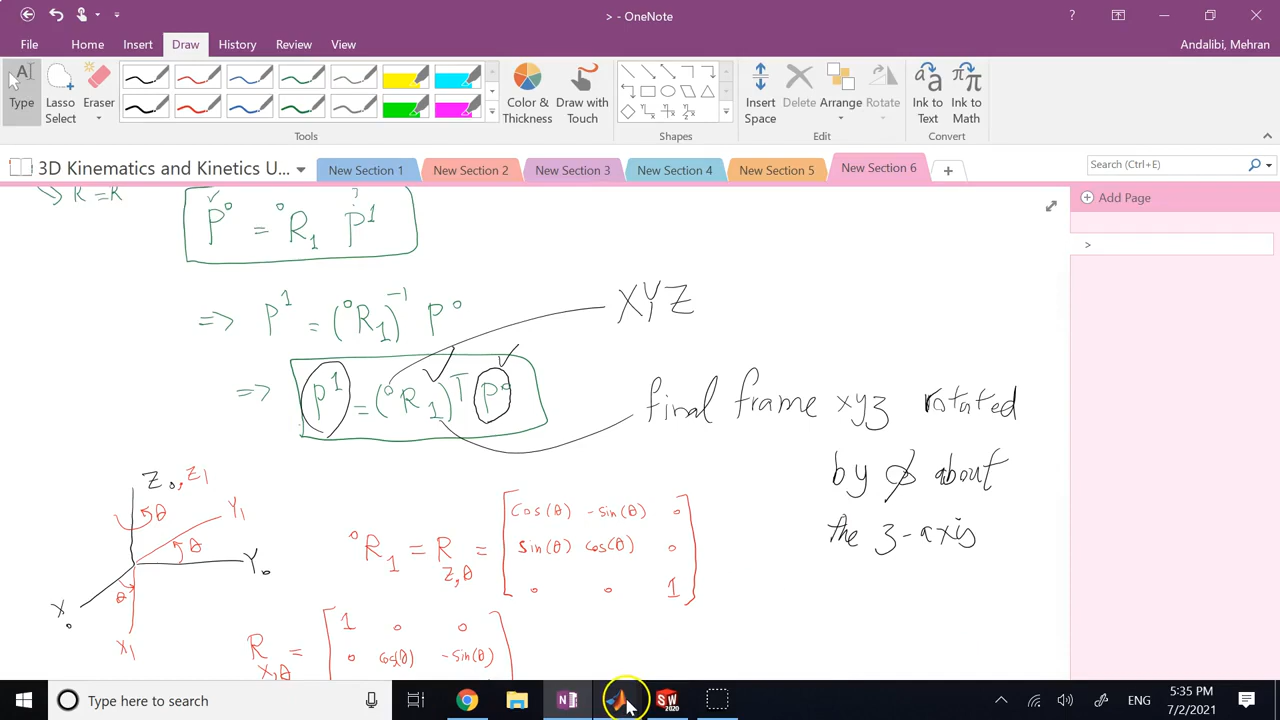 > - OneNote
File Home Insert Draw History Review View
Andalibi, Mehran
Type
Lasso Select
Eraser
Color & Thickness
Draw with Touch
Insert Space
Delete
Arrange
Rotate
Ink to Text
Ink to Math
Tools
Shapes
Edit
Convert
3D Kinematics and Kinetics U...
New Section 1 New Section 2 New Section 3 New Section 4 New Section 5 New Section 6
Search (Ctrl+E)
Add Page
>
↳ R = R
P⁰ = ⁰R₁ P¹
=> P¹ = (⁰R₁)⁻¹ P⁰
XYZ
=> P¹ = (⁰R₁)ᵀ P⁰
final frame xyz rotated
by ϕ about
the z-axis
Z₀, Z₁
θ
Y₁
θ
Y₀
X₀
θ
X₁
⁰R₁ = R z,θ = [ cos(θ) -sin(θ) 0
sin(θ) cos(θ) 0
0 0 1 ]
R x,θ = [ 1 0 0
0 cos(θ) -sin(θ)
Type here to search
SW 2020
ENG
5:35 PM
7/2/2021